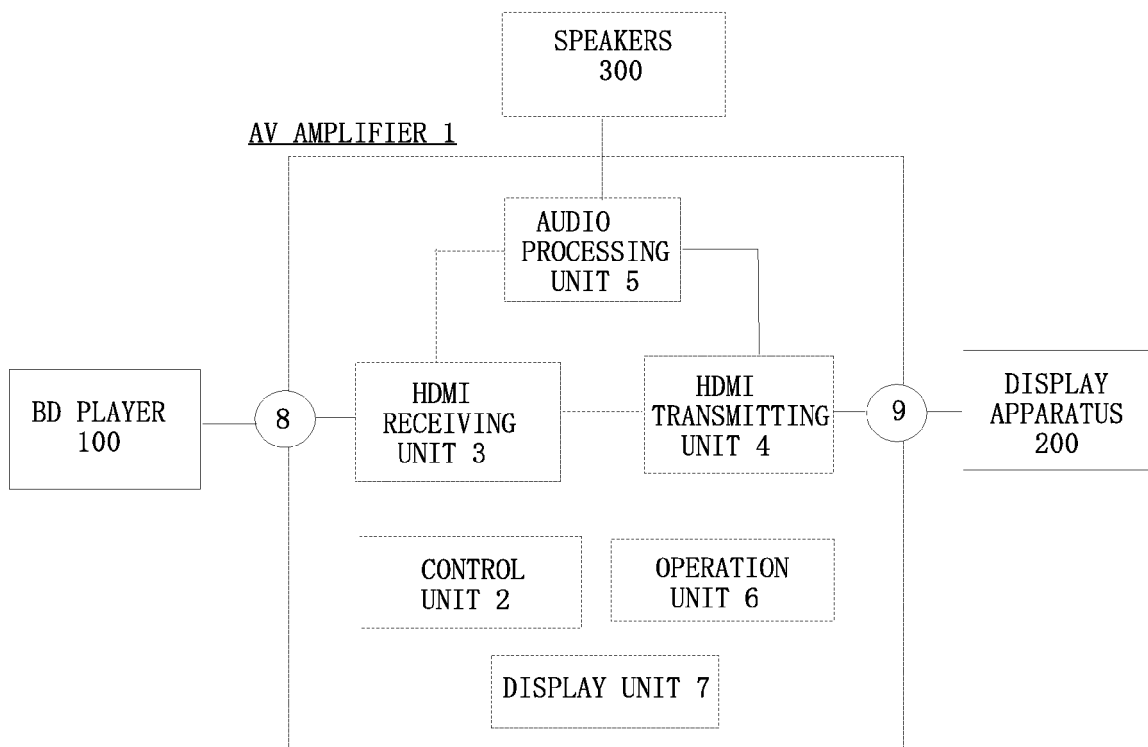 SPEAKERS
300
AV AMPLIFIER 1
AUDIO
PROCESSING
UNIT 5
BD PLAYER
100
8
HDMI
RECEIVING
UNIT 3
HDMI
TRANSMITTING
UNIT 4
9
DISPLAY
APPARATUS
200
CONTROL
UNIT 2
OPERATION
UNIT 6
DISPLAY UNIT 7